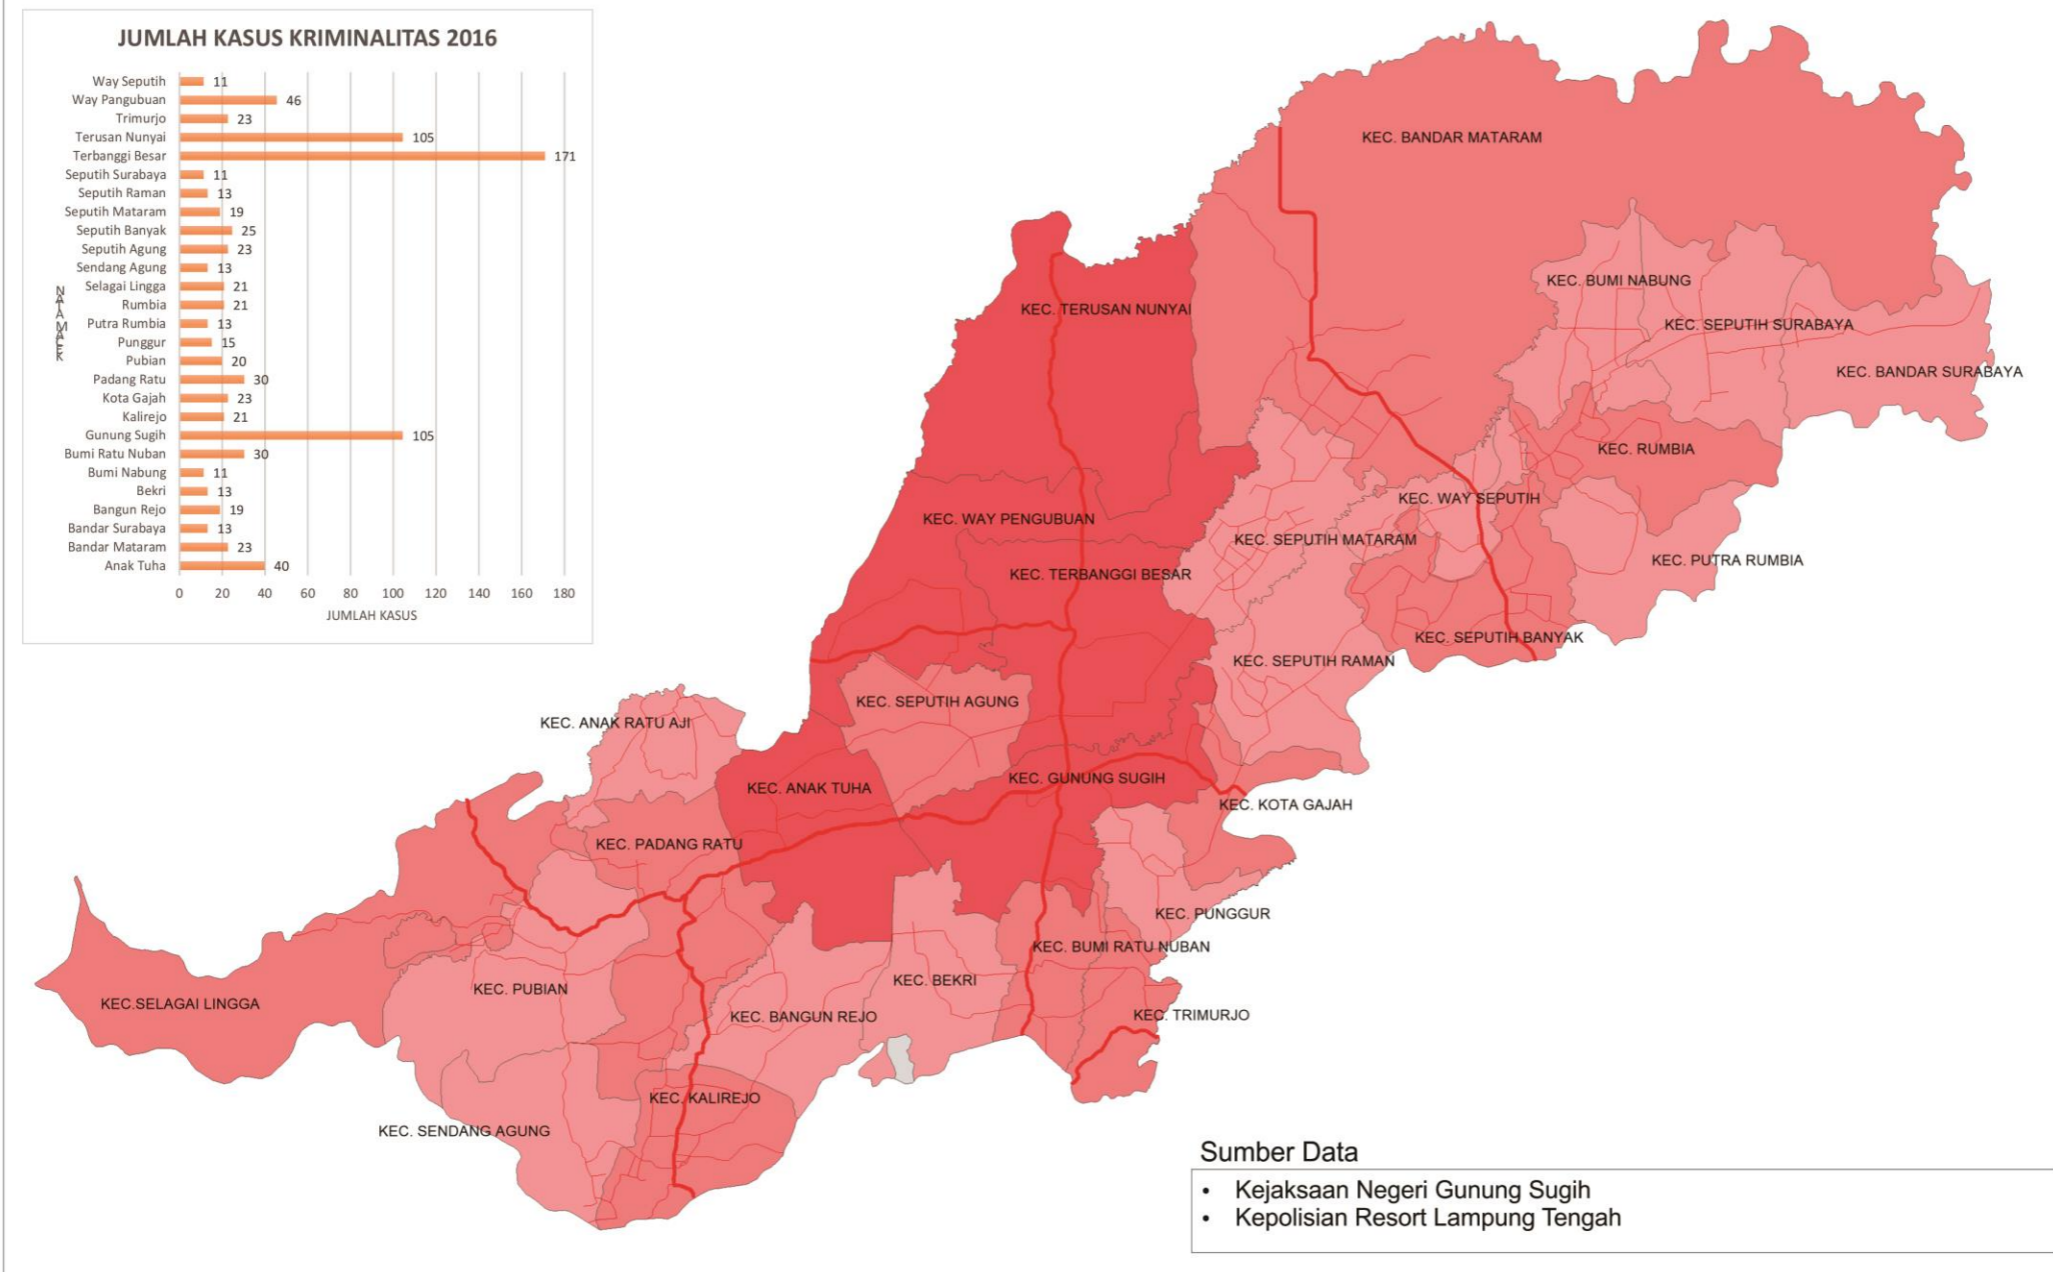 JUMLAH KASUS KRIMINALITAS 2016
Way Seputih 11
Way Pangubuan 46
Trimurjo 23
Terusan Nunyai 105
Terbanggi Besar 171
Seputih Surabaya 11
Seputih Raman 13
Seputih Mataram 19
Seputih Banyak 25
Seputih Agung 23
Sendang Agung 13
Selagai Lingga 21
Rumbia 21
Putra Rumbia 13
Punggur 15
Pubian 20
Padang Ratu 30
Kota Gajah 23
Kalirejo 21
Gunung Sugih 105
Bumi Ratu Nuban 30
Bumi Nabung 11
Bekri 13
Bangun Rejo 19
Bandar Surabaya 13
Bandar Mataram 23
Anak Tuha 40
0 20 40 60 80 100 120 140 160 180
JUMLAH KASUS
KEC. BANDAR MATARAM
KEC. BUMI NABUNG
KEC. TERUSAN NUNYAI
KEC. SEPUTIH SURABAYA
KEC. BANDAR SURABAYA
KEC. RUMBIA
KEC. WAY SEPUTIH
KEC. WAY PENGUBUAN
KEC. SEPUTIH MATARAM
KEC. PUTRA RUMBIA
KEC. TERBANGGI BESAR
KEC. SEPUTIH BANYAK
KEC. SEPUTIH RAMAN
KEC. SEPUTIH AGUNG
KEC. ANAK RATU AJI
KEC. GUNUNG SUGIH
KEC. ANAK TUHA
KEC. KOTA GAJAH
KEC. PADANG RATU
KEC. PUNGGUR
KEC. BUMI RATU NUBAN
KEC. BEKRI
KEC. PUBIAN
KEC.SELAGAI LINGGA
KEC. BANGUN REJO
KEC. TRIMURJO
KEC. KALIREJO
KEC. SENDANG AGUNG
Sumber Data
• Kejaksaan Negeri Gunung Sugih
• Kepolisian Resort Lampung Tengah